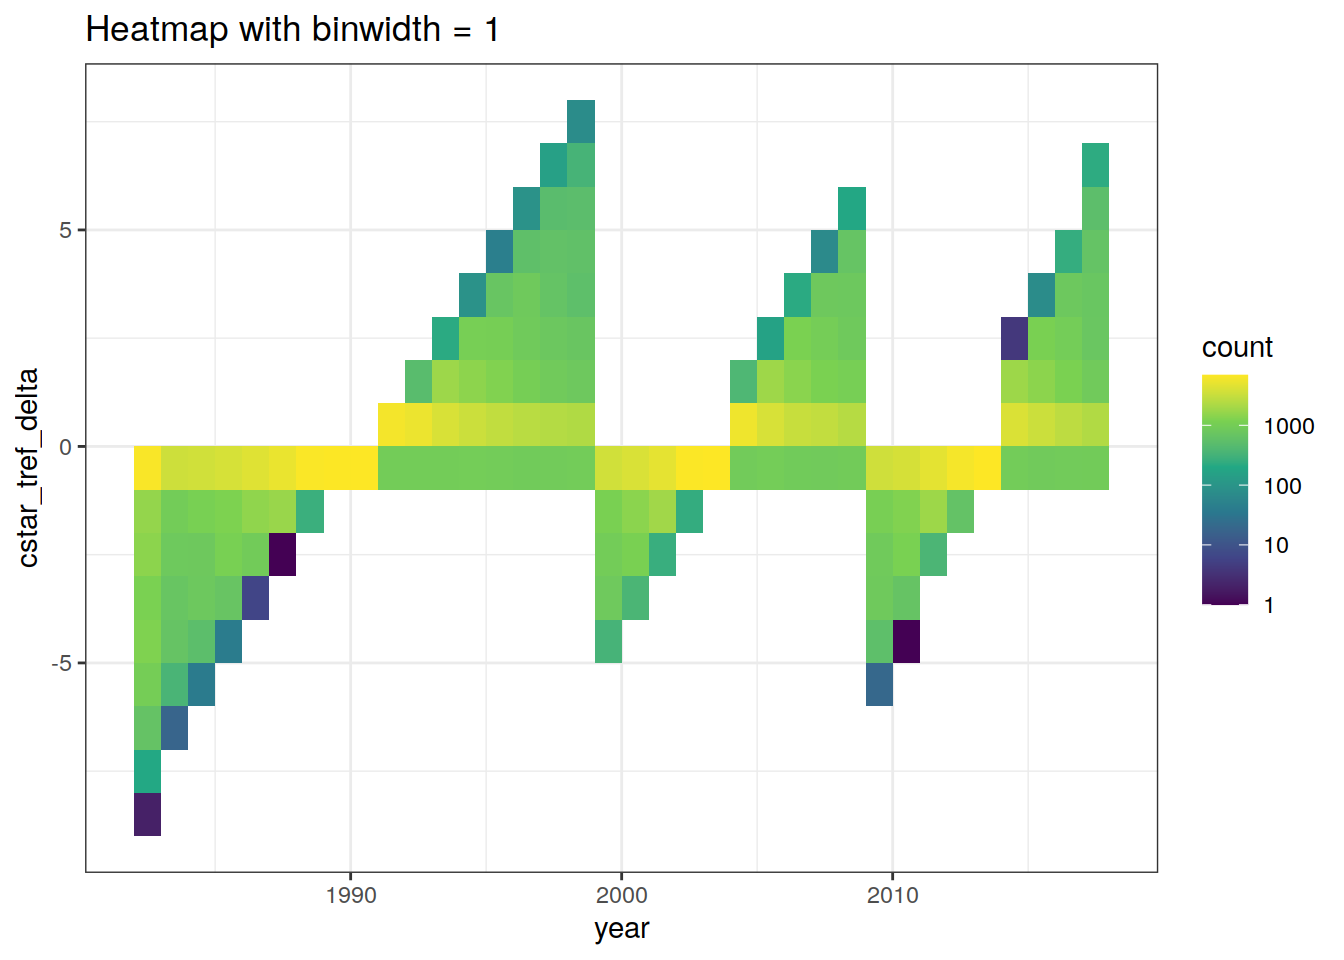 Heatmap with binwidth = 1
5
0
-5
cstar_tref_delta
1990
2000
2010
year
count
1000
100
10
1